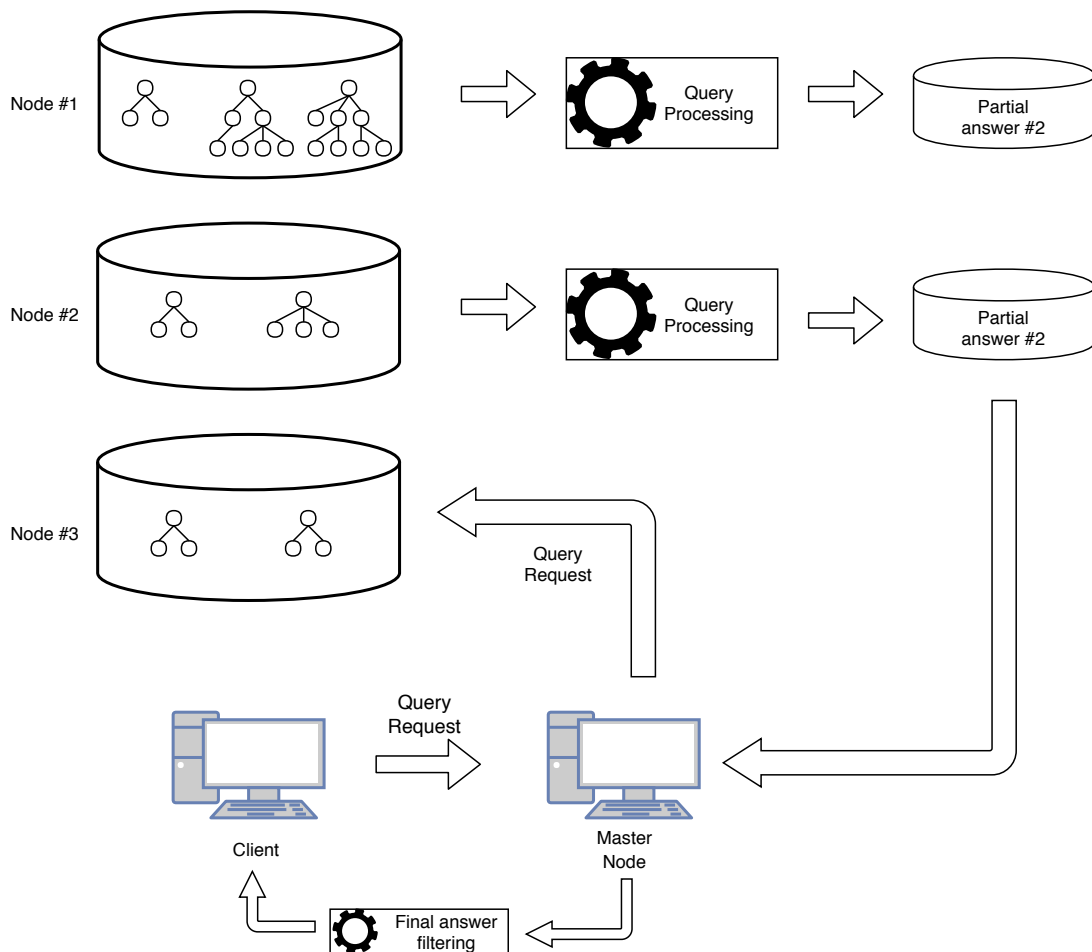 Node #1
Query
Processing
Partial
answer #2
Node #2
Query
Processing
Partial
answer #2
Node #3
Query
Request
Query
Request
Client
Master
Node
Final answer
filtering